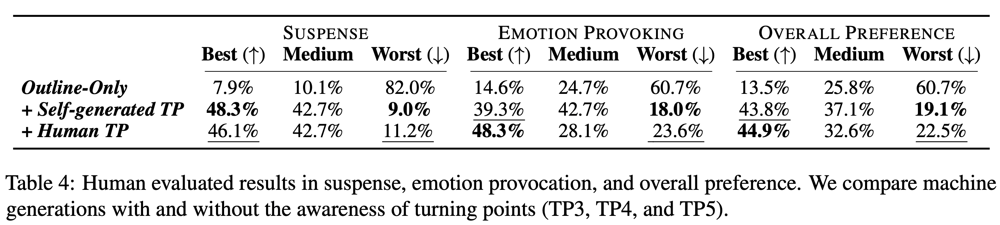 SUSPENSE EMOTION PROVOKING OVERALL PREFERENCE
Best (↑) Medium Worst (↓) Best (↑) Medium Worst (↓) Best (↑) Medium Worst (↓)
Outline-Only 7.9% 10.1% 82.0% 14.6% 24.7% 60.7% 13.5% 25.8% 60.7%
+ Self-generated TP 48.3% 42.7% 9.0% 39.3% 42.7% 18.0% 43.8% 37.1% 19.1%
+ Human TP 46.1% 42.7% 11.2% 48.3% 28.1% 23.6% 44.9% 32.6% 22.5%
Table 4: Human evaluated results in suspense, emotion provocation, and overall preference. We compare machine
generations with and without the awareness of turning points (TP3, TP4, and TP5).